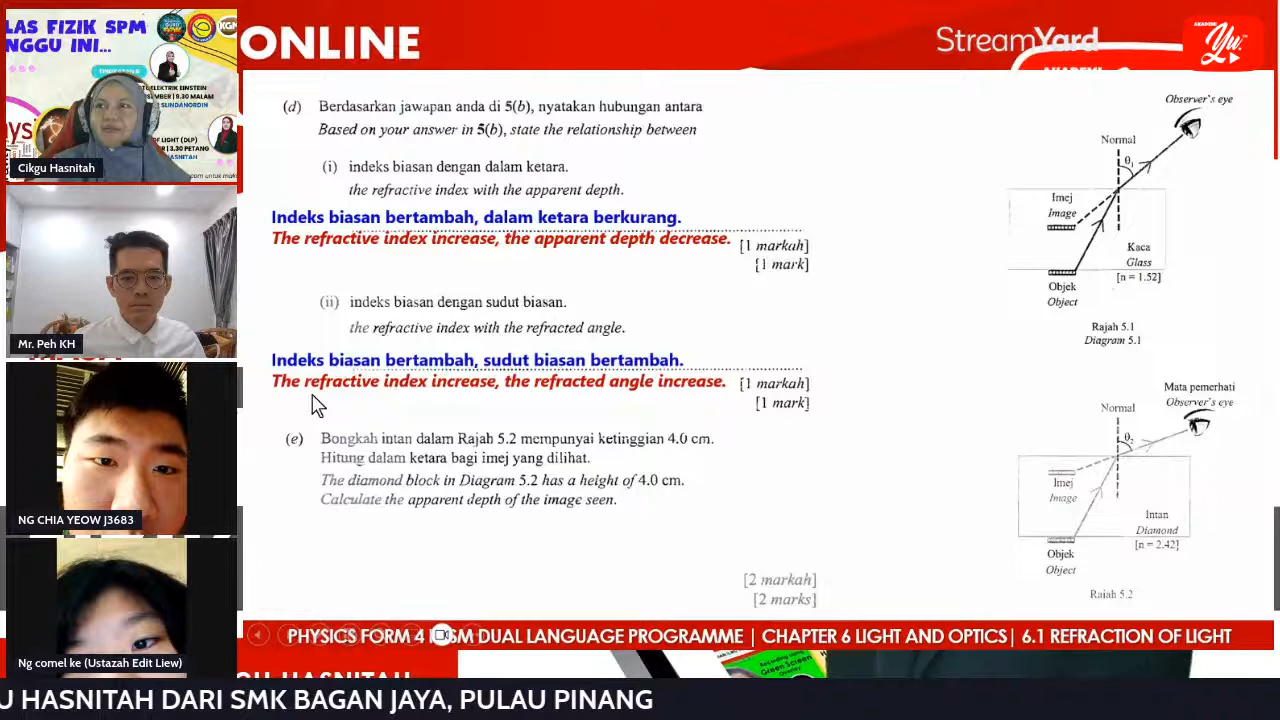 LAS FIZIK SPM
NGGU INI...
Cikgu Hasnitah
Mr. Peh KH
NG CHIA YEOW J3683
Ng comel ke (Ustazah Edit Liew)
ONLINE
StreamYard
(d) Berdasarkan jawapan anda di 5(b), nyatakan hubungan antara
Based on your answer in 5(b), state the relationship between
(i) indeks biasan dengan dalam ketara.
the refractive index with the apparent depth.
Indeks biasan bertambah, dalam ketara berkurang.
The refractive index increase, the apparent depth decrease.
[1 markah]
[1 mark]
(ii) indeks biasan dengan sudut biasan.
the refractive index with the refracted angle.
Indeks biasan bertambah, sudut biasan bertambah.
The refractive index increase, the refracted angle increase.
[1 markah]
[1 mark]
(e) Bongkah intan dalam Rajah 5.2 mempunyai ketinggian 4.0 cm.
Hitung dalam ketara bagi imej yang dilihat.
The diamond block in Diagram 5.2 has a height of 4.0 cm.
Calculate the apparent depth of the image seen.
[2 markah]
[2 marks]
Observer's eye
Normal
θ1
Imej
Image
Kaca
Glass
[n = 1.52]
Objek
Object
Rajah 5.1
Diagram 5.1
Mata pemerhati
Observer's eye
Normal
θ2
Imej
Image
Intan
Diamond
[n = 2.42]
Objek
Object
Rajah 5.2
PHYSICS FORM 4 KSSM DUAL LANGUAGE PROGRAMME | CHAPTER 6 LIGHT AND OPTICS| 6.1 REFRACTION OF LIGHT
U HASNITAH DARI SMK BAGAN JAYA, PULAU PINANG